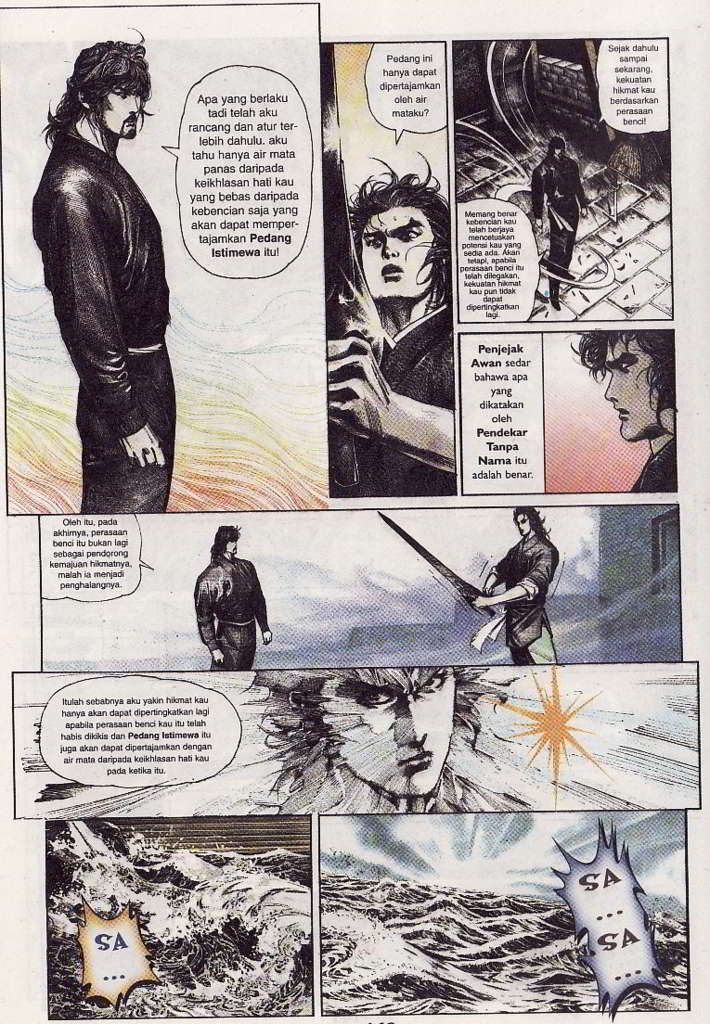 Apa yang berlaku
tadi telah aku
rancang dan atur ter-
lebih dahulu. aku
tahu hanya air mata
panas daripada
keikhlasan hati kau
yang bebas daripada
kebencian saja yang
akan dapat memper-
tajamkan Pedang
Istimewa itu!
Pedang ini
hanya dapat
dipertajamkan
oleh air
mataku?
Sejak dahulu
sampai
sekarang,
kekuatan
hikmat kau
berdasarkan
perasaan
benci!
Memang benar
kebencian kau
telah berjaya
mencetuskan
potensi kau yang
sedia ada. Akan
tetapi, apabila
perasaan benci itu
telah dilegakan,
kekuatan hikmat
kau pun tidak
dapat
dipertingkatkan
lagi.
Penjejak
Awan sedar
bahawa apa
yang
dikatakan
oleh
Pendekar
Tanpa
Nama itu
adalah benar.
Oleh itu, pada
akhirnya, perasaan
benci itu bukan lagi
sebagai pendorong
kemajuan hikmatnya,
malah ia menjadi
penghalangnya.
Itulah sebabnya aku yakin hikmat kau
hanya akan dapat dipertingkatkan lagi
apabila perasaan benci kau itu telah
habis dikikis dan Pedang Istimewa itu
juga akan dapat dipertajamkan dengan
air mata daripada keikhlasan hati kau
pada ketika itu.
SA
...
SA
...
SA
...